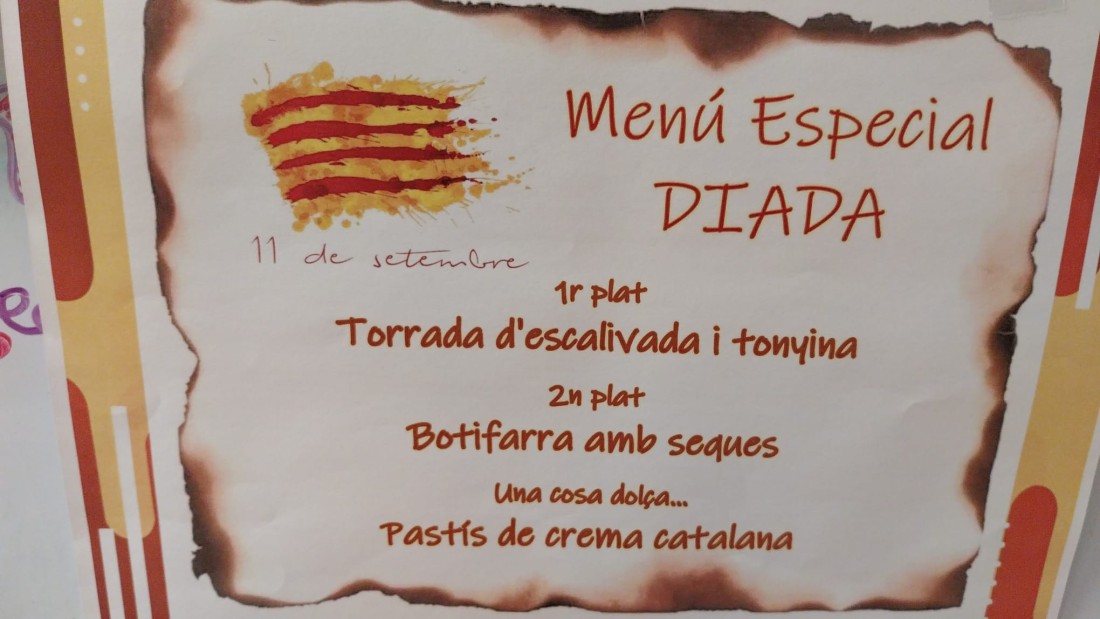 Menú Especial
DIADA
11 de setembre
1r plat
Torrada d'escalivada i tonyina
2n plat
Botifarra amb seques
Una cosa dolça...
Pastís de crema catalana